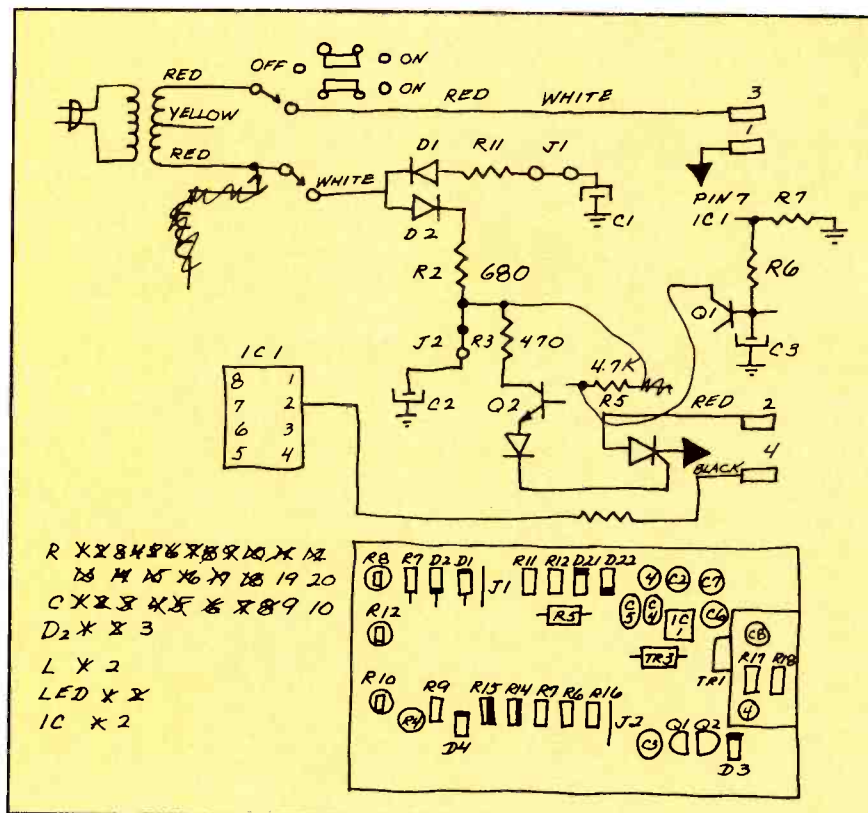 OFF ON
ON
RED
RED WHITE 3
YELLOW
1
RED
WHITE
D1 R11 J1
C1
D2
PIN 7
IC1
R7
R2 680
R6
Q1
J2 R3 470
C3
IC1
4.7K
R5
C2
Q2
RED 2
8 1
7 2
6 3
5 4
4
BLACK
19 20
9 10
R
C
D2 3
L 2
LED
IC 2
R8 R7 D2 D1 J1 R11 R12 D21 D22 4 C2 C7
R12 R5 C5 C4 IC1 C6 C8
TR3 TR1 R17 R18
R10 R4 R9 D4 R15 R14 R7 R6 R16 J2 C3 Q1 Q2 D3 4